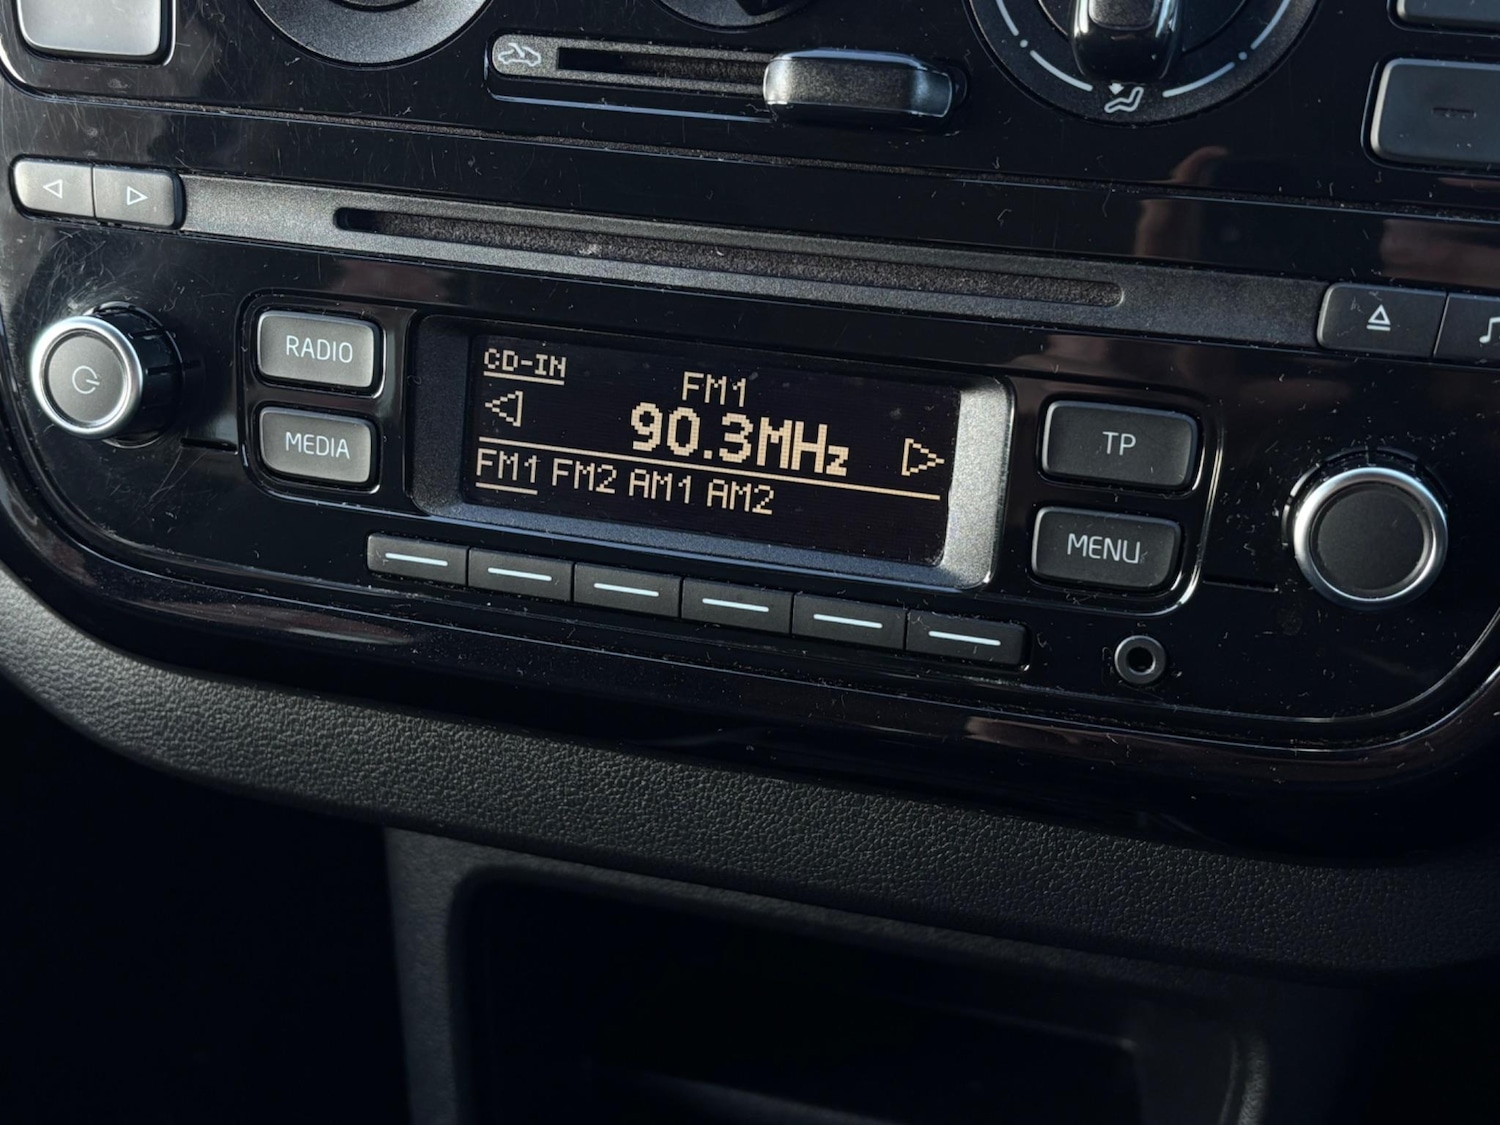 RADIO
MEDIA
CD-IN
FM1
90.3MHz
FM1 FM2 AM1 AM2
TP
MENU